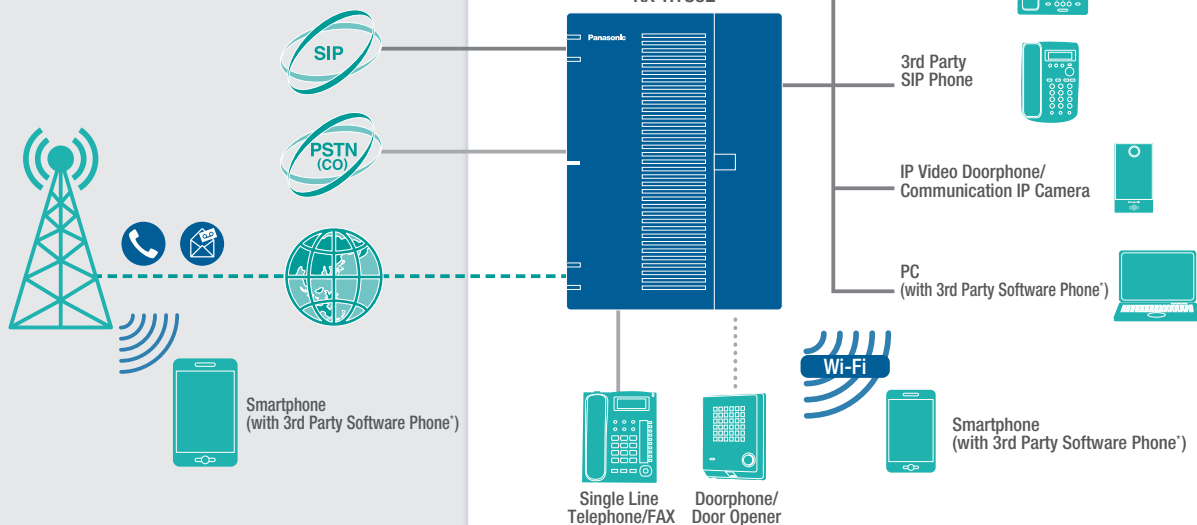 SIP
Panasonic
3rd Party
SIP Phone
PSTN
(CO)
IP Video Doorphone/
Communication IP Camera
PC
(with 3rd Party Software Phone*)
Wi-Fi
Smartphone
(with 3rd Party Software Phone*)
Smartphone
(with 3rd Party Software Phone*)
Single Line
Telephone/FAX
Doorphone/
Door Opener